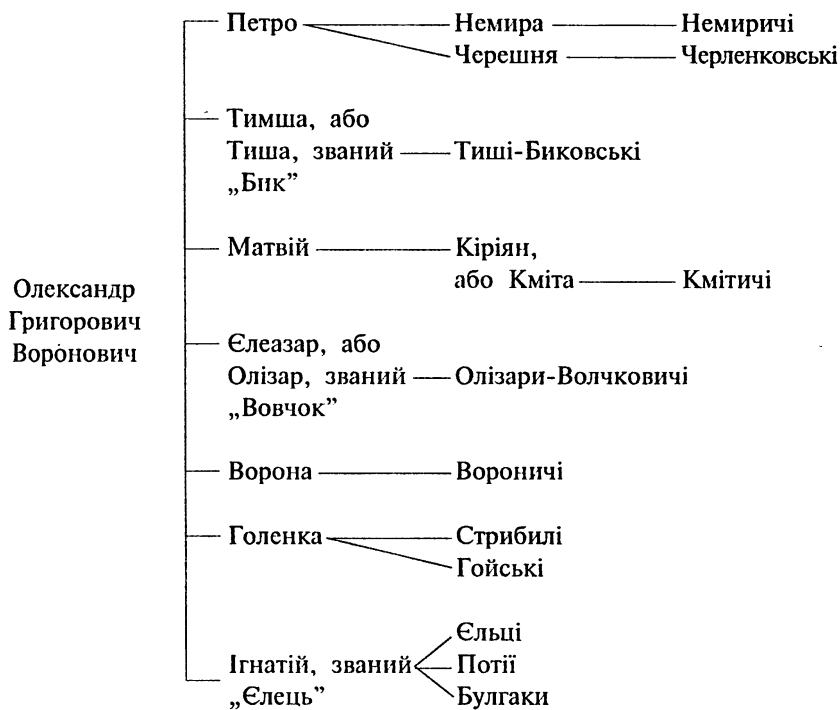 Петро Немира Немиричі
Черешня Черленковські
Тимша, або
Тиша, званий Тиші-Биковські
„Бик”
Матвій Кіріян,
або Кміта Кмітичі
Олександр
Григорович
Воронович
Єлеазар, або
Олізар, званий Олізари-Волчковичі
„Вовчок”
Ворона Вороничі
Голенка Стрибилі
Гойські
Єльці
Ігнатій, званий Потії
„Єлець” Булгаки